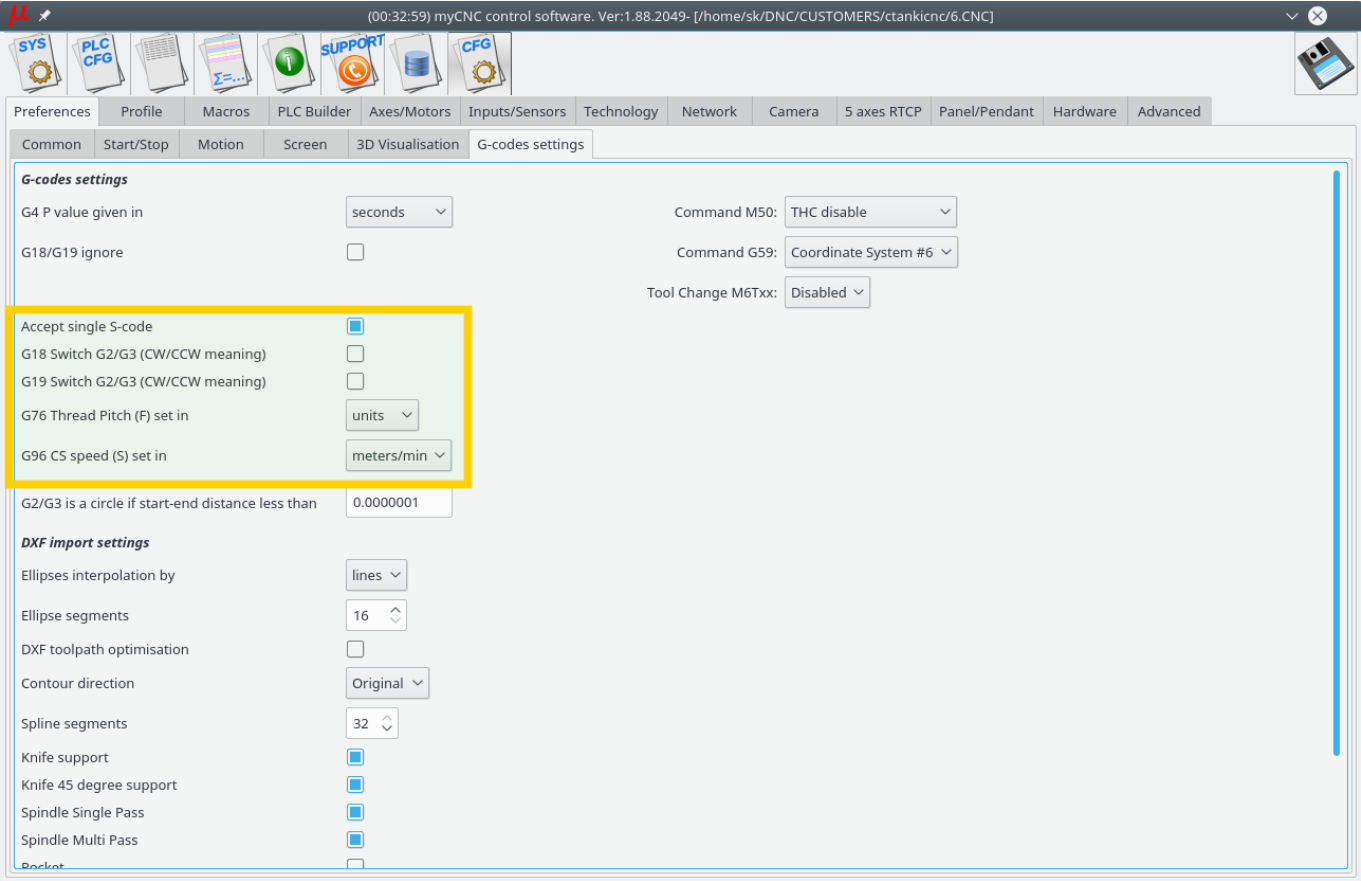 μ (00:32:59) myCNC control software. Ver:1.88.2049- [/home/sk/DNC/CUSTOMERS/ctankicnc/6.CNC]
SYS PLC CFG Σ=... i SUPPORT CFG
Preferences Profile Macros PLC Builder Axes/Motors Inputs/Sensors Technology Network Camera 5 axes RTCP Panel/Pendant Hardware Advanced
Common Start/Stop Motion Screen 3D Visualisation G-codes settings
G-codes settings
G4 P value given in seconds Command M50: THC disable
G18/G19 ignore Command G59: Coordinate System #6
Tool Change M6Txx: Disabled
Accept single S-code
G18 Switch G2/G3 (CW/CCW meaning)
G19 Switch G2/G3 (CW/CCW meaning)
G76 Thread Pitch (F) set in units
G96 CS speed (S) set in meters/min
G2/G3 is a circle if start-end distance less than 0.0000001
DXF import settings
Ellipses interpolation by lines
Ellipse segments 16
DXF toolpath optimisation
Contour direction Original
Spline segments 32
Knife support
Knife 45 degree support
Spindle Single Pass
Spindle Multi Pass
Pocket